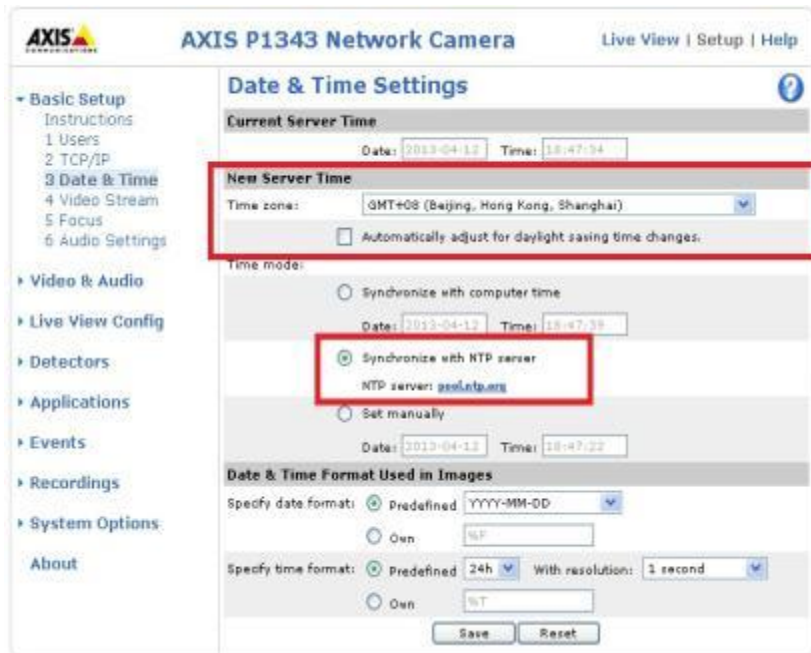 AXIS
COMMUNICATIONS
AXIS P1343 Network Camera
Live View | Setup | Help
Basic Setup
Instructions
1 Users
2 TCP/IP
3 Date & Time
4 Video Stream
5 Focus
6 Audio Settings
Video & Audio
Live View Config
Detectors
Applications
Events
Recordings
System Options
About
Date & Time Settings
?
Current Server Time
Date: 2013-04-12 Time: 18:47:34
New Server Time
Time zone: GMT+08 (Beijing, Hong Kong, Shanghai)
Automatically adjust for daylight saving time changes.
Time mode:
Synchronize with computer time
Date: 2013-04-12 Time: 18:47:39
Synchronize with NTP server
NTP server: pool.ntp.org
Set manually
Date: 2013-04-12 Time: 18:47:22
Date & Time Format Used in Images
Specify date format: Predefined YYYY-MM-DD
Own %F
Specify time format: Predefined 24h With resolution: 1 second
Own %T
Save Reset